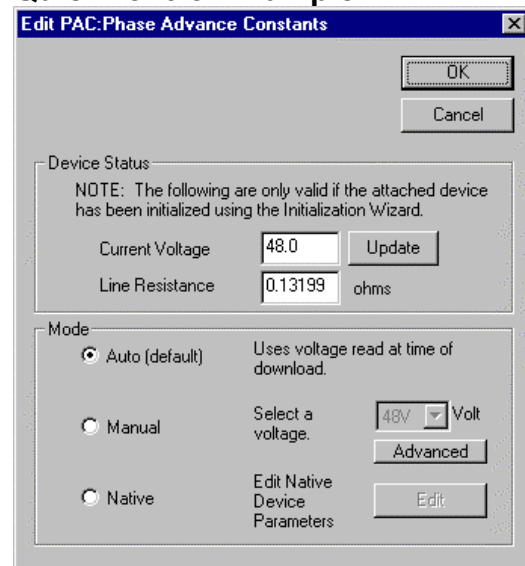 Edit PAC:Phase Advance Constants
OK
Cancel
Device Status
NOTE: The following are only valid if the attached device
has been initialized using the Initialization Wizard.
Current Voltage 48.0 Update
Line Resistance 0.13199 ohms
Mode
Auto (default) Uses voltage read at time of
download.
Manual Select a
voltage. 48V Volt
Advanced
Native Edit Native
Device
Parameters Edit